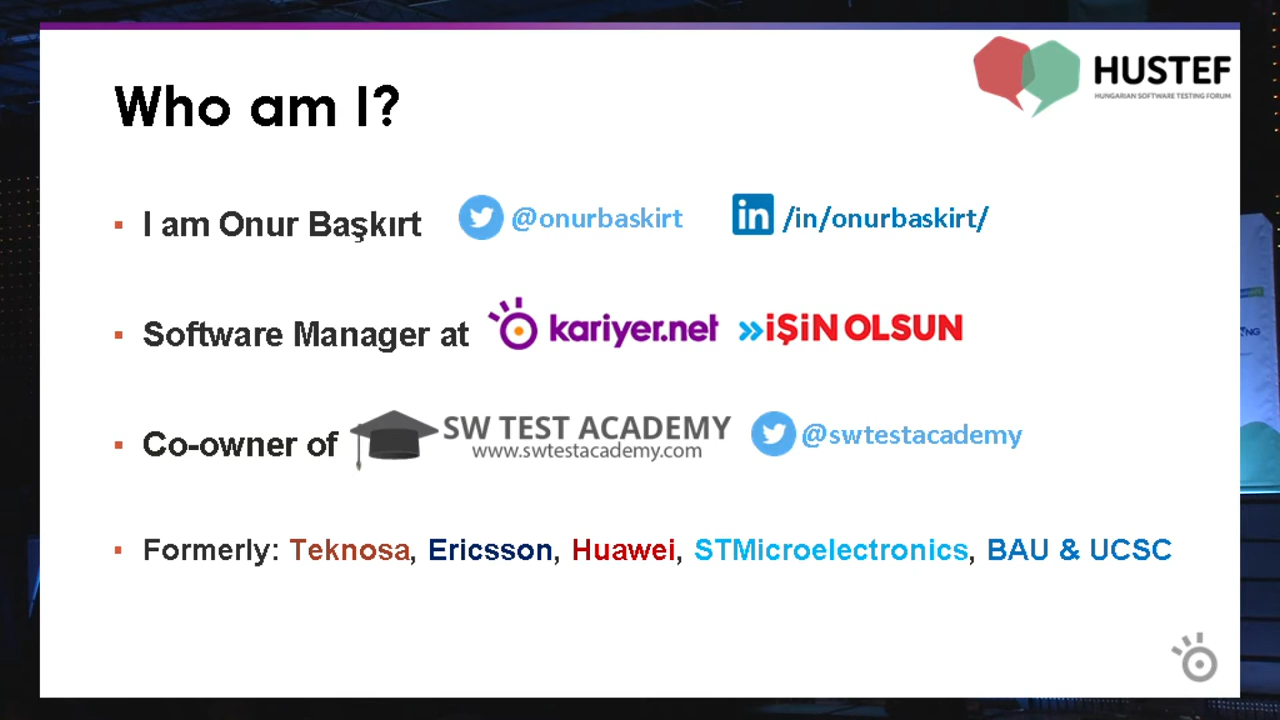 HUSTEF
HUNGARIAN SOFTWARE TESTING FORUM
Who am I?
▪ I am Onur Başkırt @onurbaskirt in /in/onurbaskirt/
▪ Software Manager at kariyer.net »İŞİN OLSUN
▪ Co-owner of SW TEST ACADEMY @swtestacademy
www.swtestacademy.com
▪ Formerly: Teknosa, Ericsson, Huawei, STMicroelectronics, BAU & UCSC